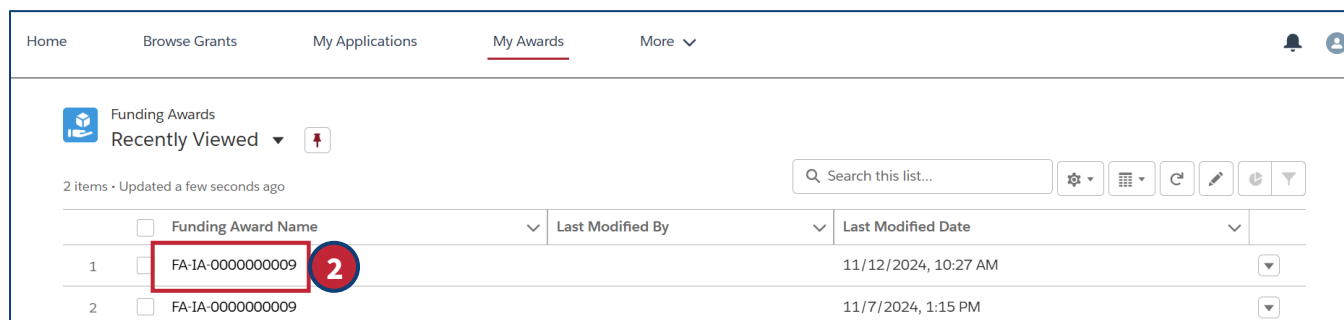 Home Browse Grants My Applications My Awards More
Funding Awards
Recently Viewed
2 items • Updated a few seconds ago
Search this list...
Funding Award Name Last Modified By Last Modified Date
1 FA-IA-0000000009 2 11/12/2024, 10:27 AM
2 FA-IA-0000000009 11/7/2024, 1:15 PM